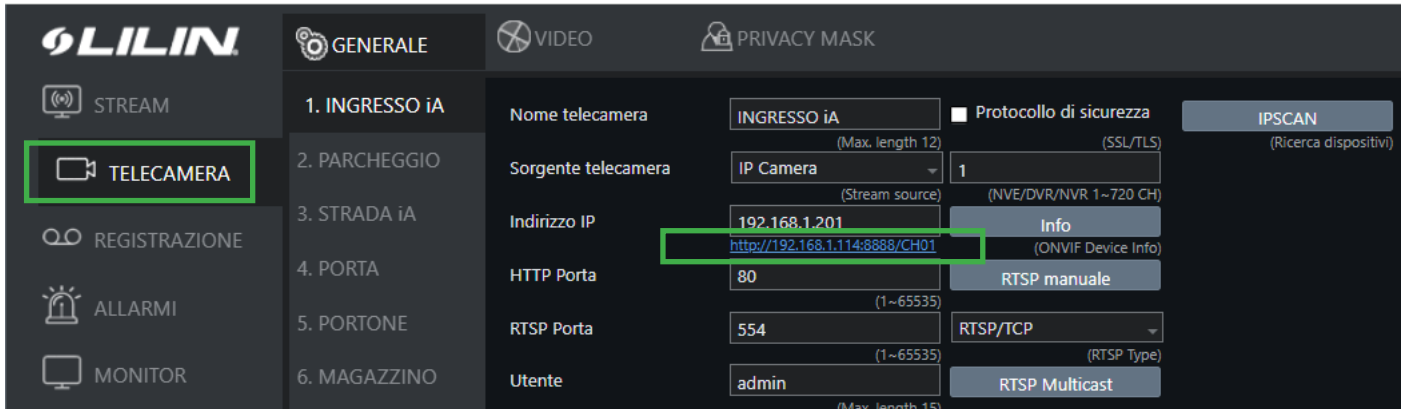 LILIN
GENERALE
VIDEO
PRIVACY MASK
STREAM
TELECAMERA
REGISTRAZIONE
ALLARMI
MONITOR
1. INGRESSO iA
2. PARCHEGGIO
3. STRADA iA
4. PORTA
5. PORTONE
6. MAGAZZINO
Nome telecamera INGRESSO iA Protocollo di sicurezza IPSCAN
(Max. length 12) (SSL/TLS) (Ricerca dispositivi)
Sorgente telecamera IP Camera 1
(Stream source) (NVE/DVR/NVR 1~720 CH)
Indirizzo IP 192.168.1.201 Info
http://192.168.1.114:8888/CH01 (ONVIF Device Info)
HTTP Porta 80 RTSP manuale
(1~65535)
RTSP Porta 554 RTSP/TCP
(1~65535) (RTSP Type)
Utente admin RTSP Multicast
(Max. length 15)